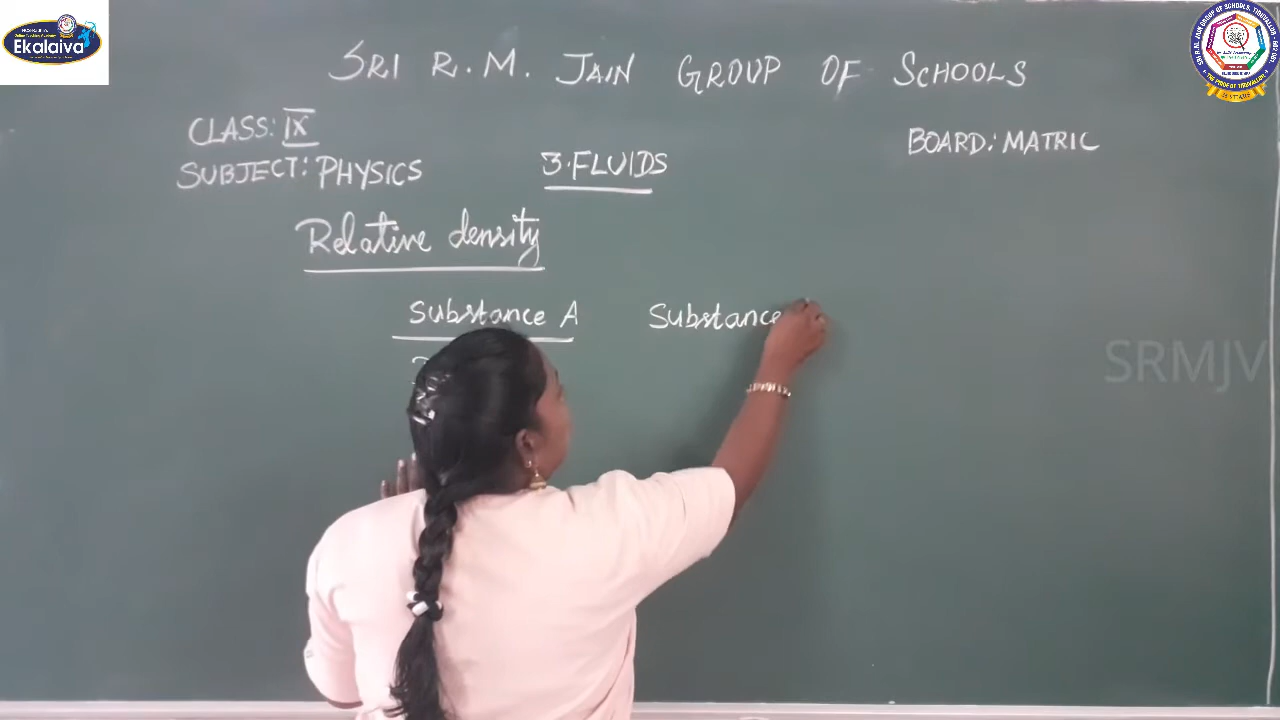 Ekalaiva
SRI R.M. JAIN GROUP OF SCHOOLS
CLASS: IX
BOARD: MATRIC
SUBJECT: PHYSICS
3. FLUIDS
Relative density
Substance A Substance
SRMJV